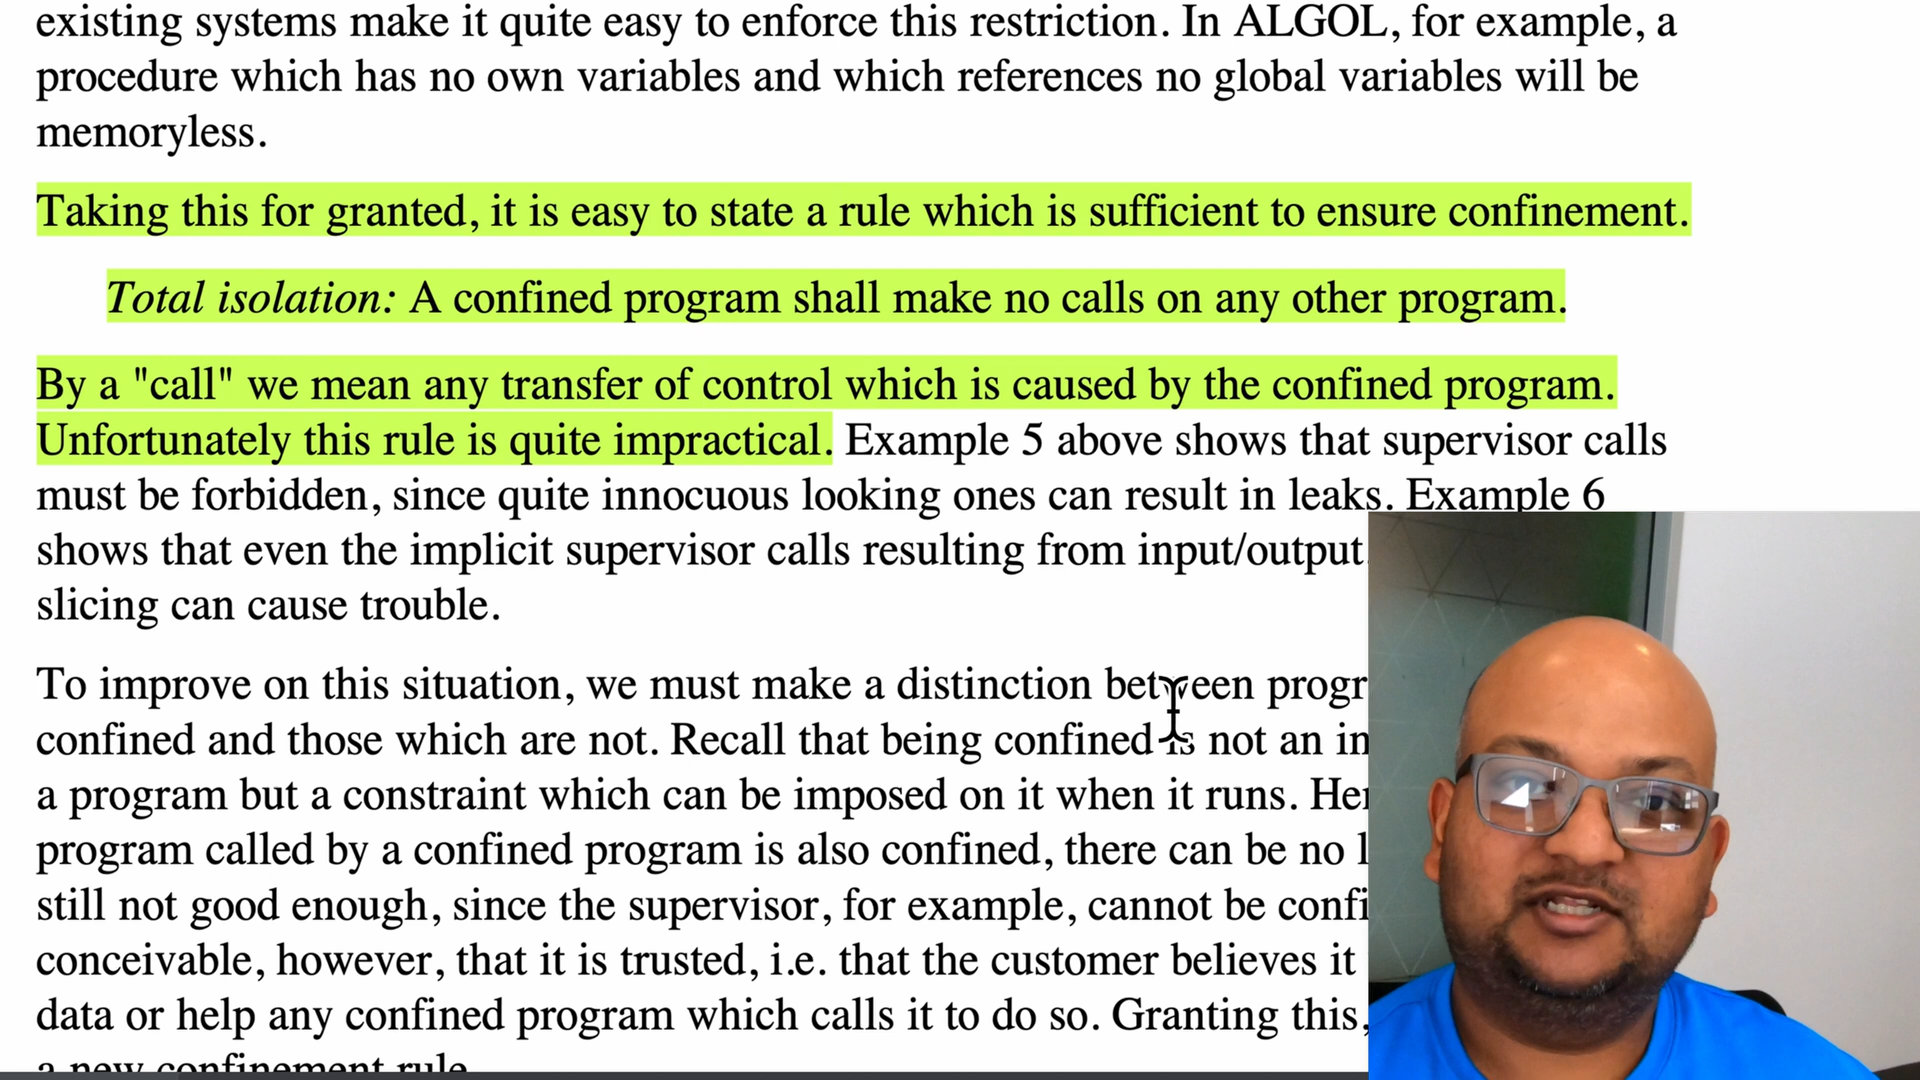 existing systems make it quite easy to enforce this restriction. In ALGOL, for example, a
procedure which has no own variables and which references no global variables will be
memoryless.
Taking this for granted, it is easy to state a rule which is sufficient to ensure confinement.
Total isolation: A confined program shall make no calls on any other program.
By a "call" we mean any transfer of control which is caused by the confined program.
Unfortunately this rule is quite impractical. Example 5 above shows that supervisor calls
must be forbidden, since quite innocuous looking ones can result in leaks. Example 6
shows that even the implicit supervisor calls resulting from input/output
slicing can cause trouble.
To improve on this situation, we must make a distinction between progr
confined and those which are not. Recall that being confined is not an in
a program but a constraint which can be imposed on it when it runs. Her
program called by a confined program is also confined, there can be no l
still not good enough, since the supervisor, for example, cannot be confi
conceivable, however, that it is trusted, i.e. that the customer believes it
data or help any confined program which calls it to do so. Granting this,
a new confinement rule